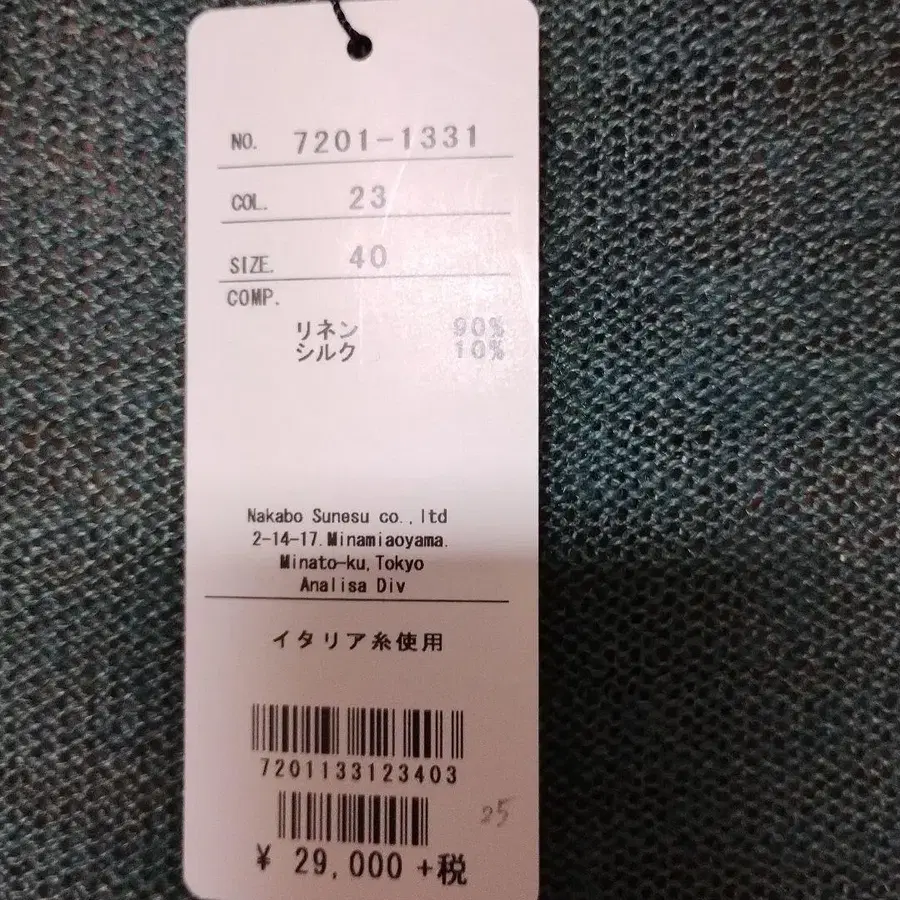 NO. 7201-1331
COL. 23
SIZE. 40
COMP.
リネン 90%
シルク 10%
Nakabo Sunesu co.,ltd
2-14-17.Minamiaoyama.
Minato-ku,Tokyo
Analisa Div
イタリア糸使用
7201133123403
25
¥ 29,000 +税